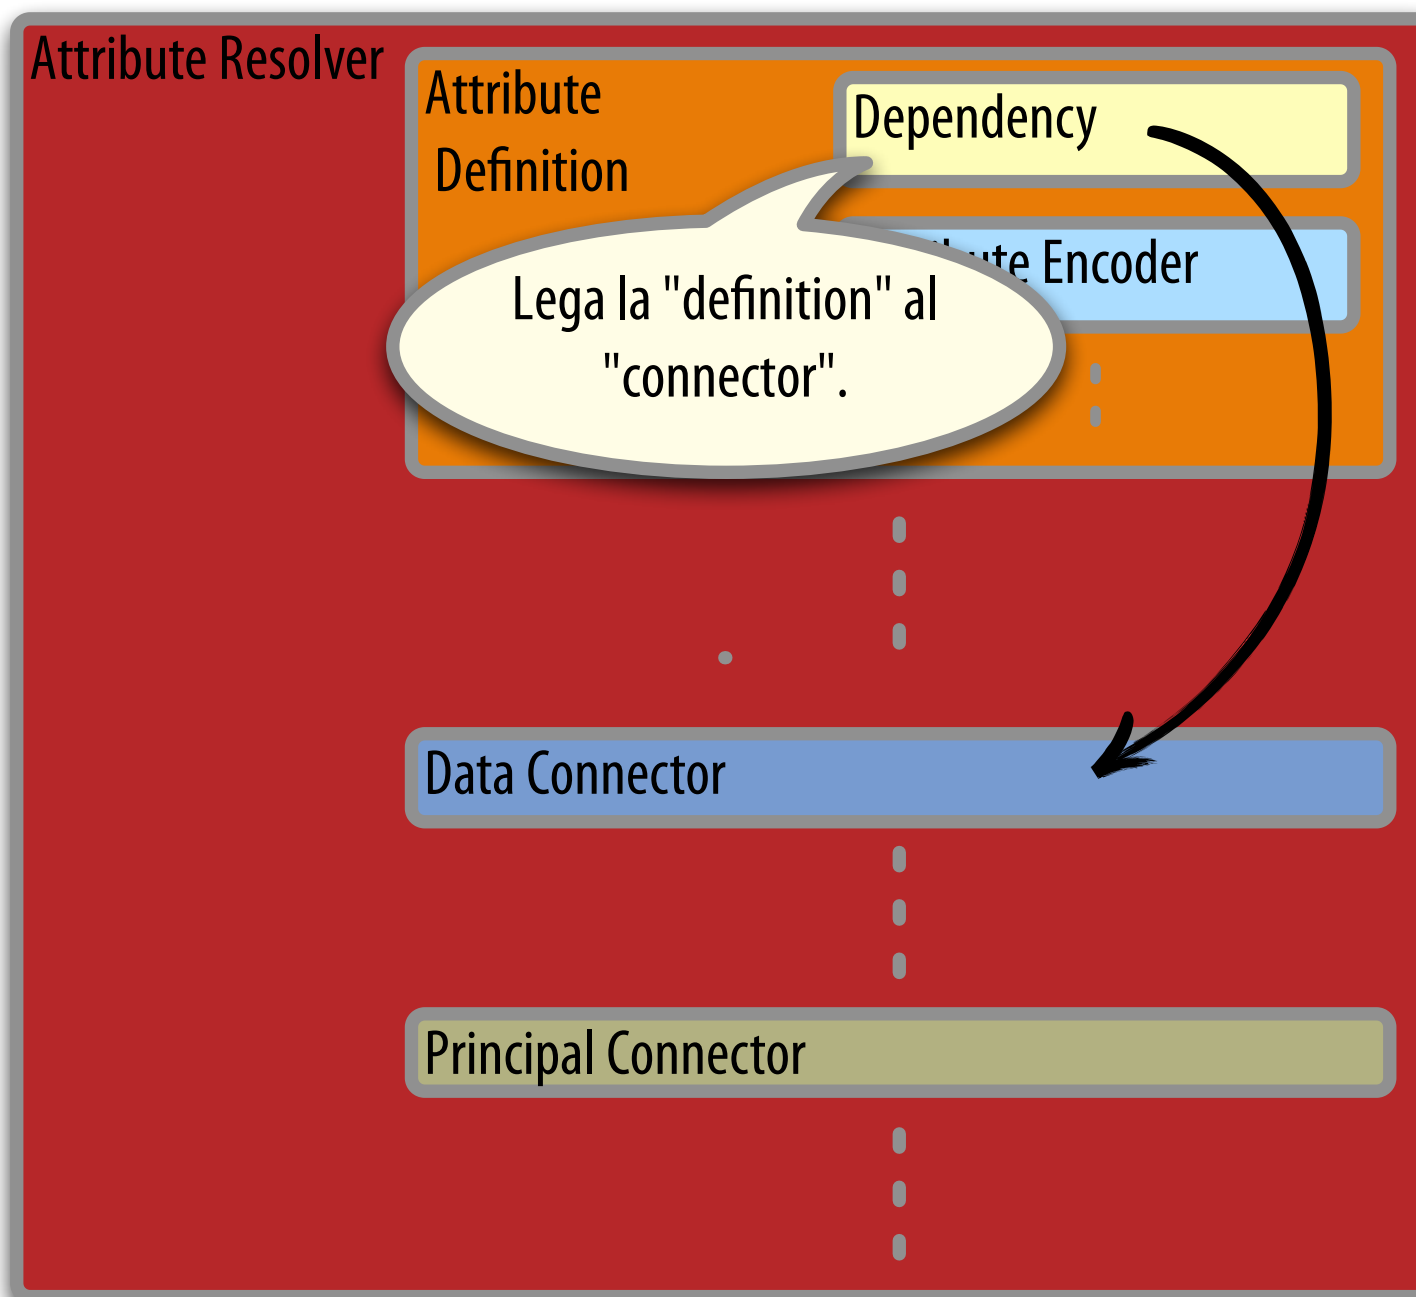 Attribute Resolver
Attribute
Definition
Dependency
Encoder
Lega la "definition" al
"connector".
Data Connector
Principal Connector